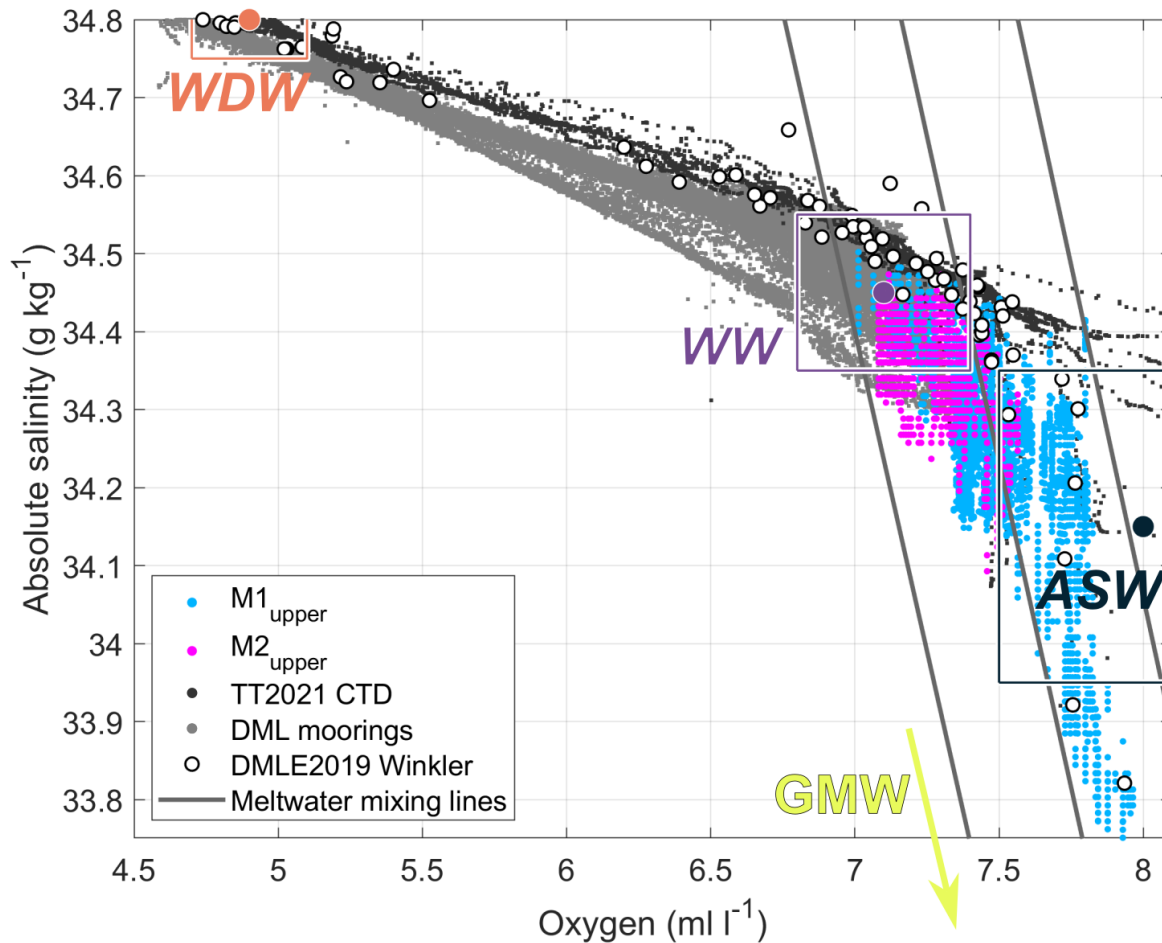 34.8
34.7
34.6
34.5
34.4
34.3
34.2
34.1
34
33.9
33.8
Absolute salinity (g kg⁻¹)
WDW
WW
ASW
GMW
M1upper
M2upper
TT2021 CTD
DML moorings
DMLE2019 Winkler
Meltwater mixing lines
4.5 5 5.5 6 6.5 7 7.5 8
Oxygen (ml l⁻¹)